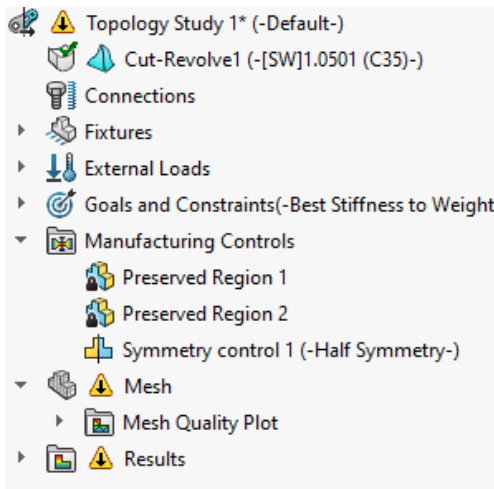 Topology Study 1* (-Default-)
Cut-Revolve1 (-[SW]1.0501 (C35)-)
Connections
Fixtures
External Loads
Goals and Constraints(-Best Stiffness to Weight
Manufacturing Controls
Preserved Region 1
Preserved Region 2
Symmetry control 1 (-Half Symmetry-)
Mesh
Mesh Quality Plot
Results